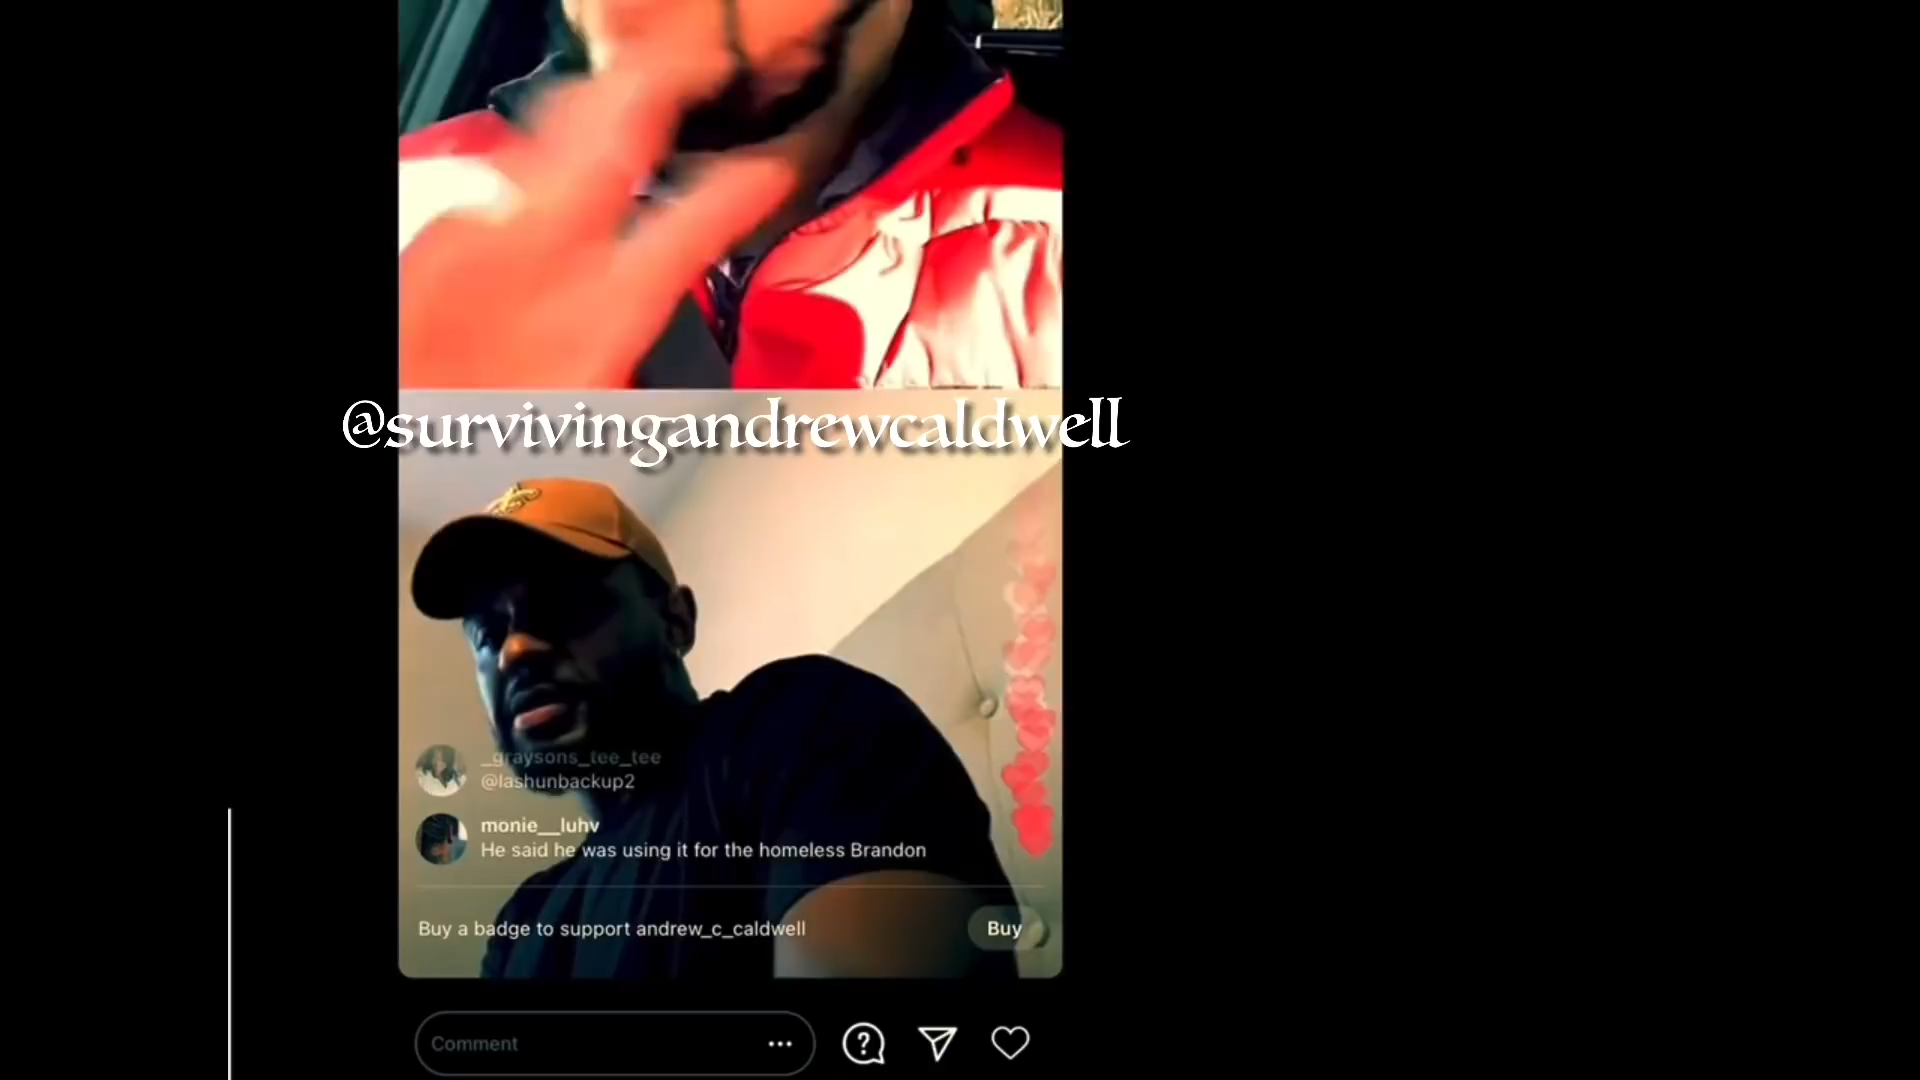 @survivingandrewcaldwell
_graysons_tee_tee
@lashunbackup2
monie__luhv
He said he was using it for the homeless Brandon
Buy a badge to support andrew_c_caldwell
Buy
Comment